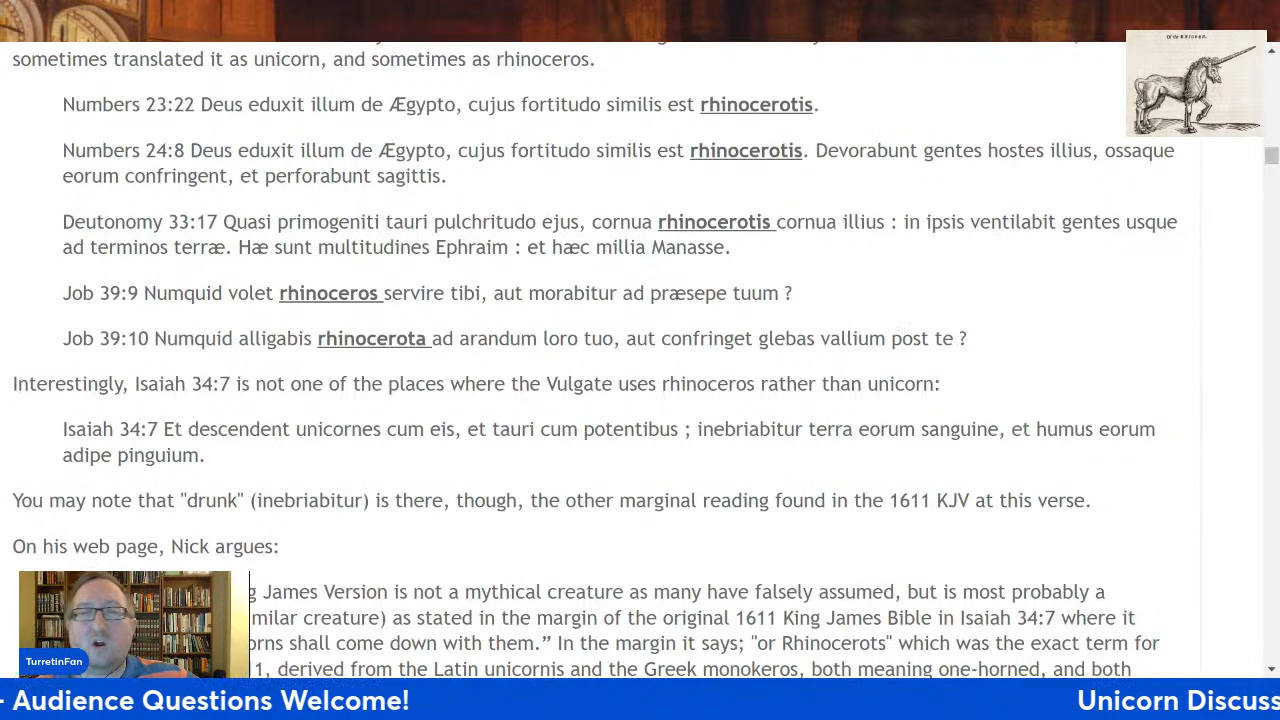 Of the UNICORN.
sometimes translated it as unicorn, and sometimes as rhinoceros.
Numbers 23:22 Deus eduxit illum de Ægypto, cujus fortitudo similis est rhinocerotis.
Numbers 24:8 Deus eduxit illum de Ægypto, cujus fortitudo similis est rhinocerotis. Devorabunt gentes hostes illius, ossaque
eorum confringent, et perforabunt sagittis.
Deutonomy 33:17 Quasi primogeniti tauri pulchritudo ejus, cornua rhinocerotis cornua illius : in ipsis ventilabit gentes usque
ad terminos terræ. Hæ sunt multitudines Ephraim : et hæc millia Manasse.
Job 39:9 Numquid volet rhinoceros servire tibi, aut morabitur ad præsepe tuum ?
Job 39:10 Numquid alligabis rhinocerota ad arandum loro tuo, aut confringet glebas vallium post te ?
Interestingly, Isaiah 34:7 is not one of the places where the Vulgate uses rhinoceros rather than unicorn:
Isaiah 34:7 Et descendent unicornes cum eis, et tauri cum potentibus ; inebriabitur terra eorum sanguine, et humus eorum
adipe pinguium.
You may note that "drunk" (inebriabitur) is there, though, the other marginal reading found in the 1611 KJV at this verse.
On his web page, Nick argues:
g James Version is not a mythical creature as many have falsely assumed, but is most probably a
milar creature) as stated in the margin of the original 1611 King James Bible in Isaiah 34:7 where it
orns shall come down with them.” In the margin it says; "or Rhinocerots" which was the exact term for
1, derived from the Latin unicornis and the Greek monokeros, both meaning one-horned, and both
TurretinFan
- Audience Questions Welcome!
Unicorn Discuss